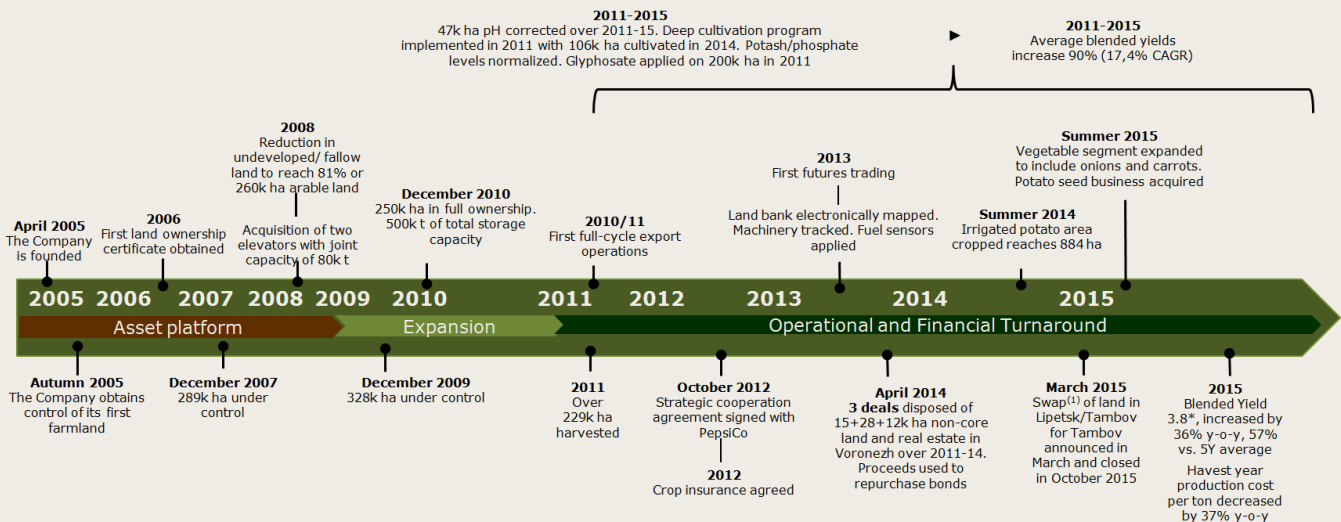 2011-2015
47k ha pH corrected over 2011-15. Deep cultivation program
implemented in 2011 with 106k ha cultivated in 2014. Potash/phosphate
levels normalized. Glyphosate applied on 200k ha in 2011
2011-2015
Average blended yields
increase 90% (17,4% CAGR)
April 2005
The Company
is founded
2006
First land ownership
certificate obtained
2008
Reduction in
undeveloped/ fallow
land to reach 81% or
260k ha arable land
Acquisition of two
elevators with joint
capacity of 80k t
December 2010
250k ha in full ownership.
500k t of total storage
capacity
2010/11
First full-cycle export
operations
2013
First futures trading
Land bank electronically mapped.
Machinery tracked. Fuel sensors
applied
Summer 2014
Irrigated potato area
cropped reaches 884 ha
Summer 2015
Vegetable segment expanded
to include onions and carrots.
Potato seed business acquired
2005 2006 2007 2008 2009 2010 2011 2012 2013 2014 2015
Asset platform Expansion Operational and Financial Turnaround
Autumn 2005
The Company obtains
control of its first
farmland
December 2007
289k ha under
control
December 2009
328k ha under control
2011
Over
229k ha
harvested
October 2012
Strategic cooperation
agreement signed with
PepsiCo
2012
Crop insurance agreed
April 2014
3 deals disposed of
15+28+12k ha non-core
land and real estate in
Voronezh over 2011-14.
Proceeds used to
repurchase bonds
March 2015
Swap(1) of land in
Lipetsk/Tambov
for Tambov
announced in
March and closed
in October 2015
2015
Blended Yield
3.8*, increased by
36% y-o-y, 57%
vs. 5Y average
Havest year
production cost
per ton decreased
by 37% y-o-y